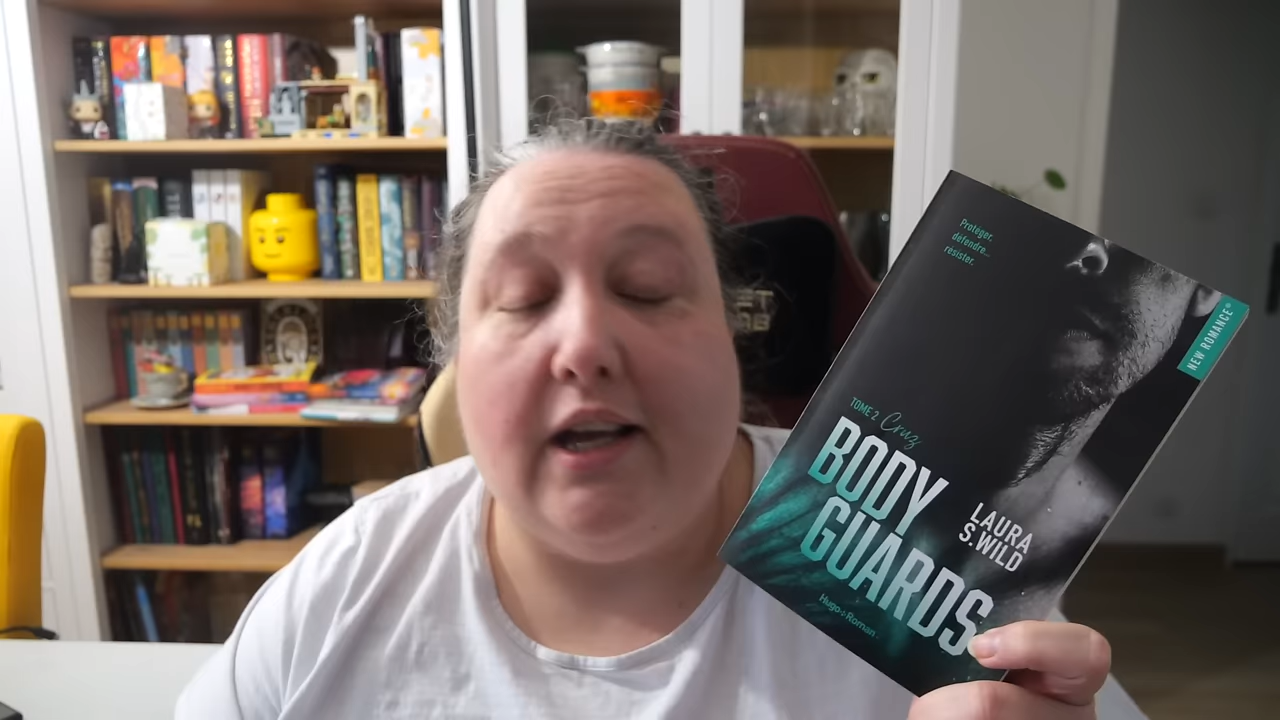 Protéger,
défendre...
résister.
NEW ROMANCE®
TOME 2 Cruz
BODY
GUARDS
LAURA
S. WILD
Hugo Roman